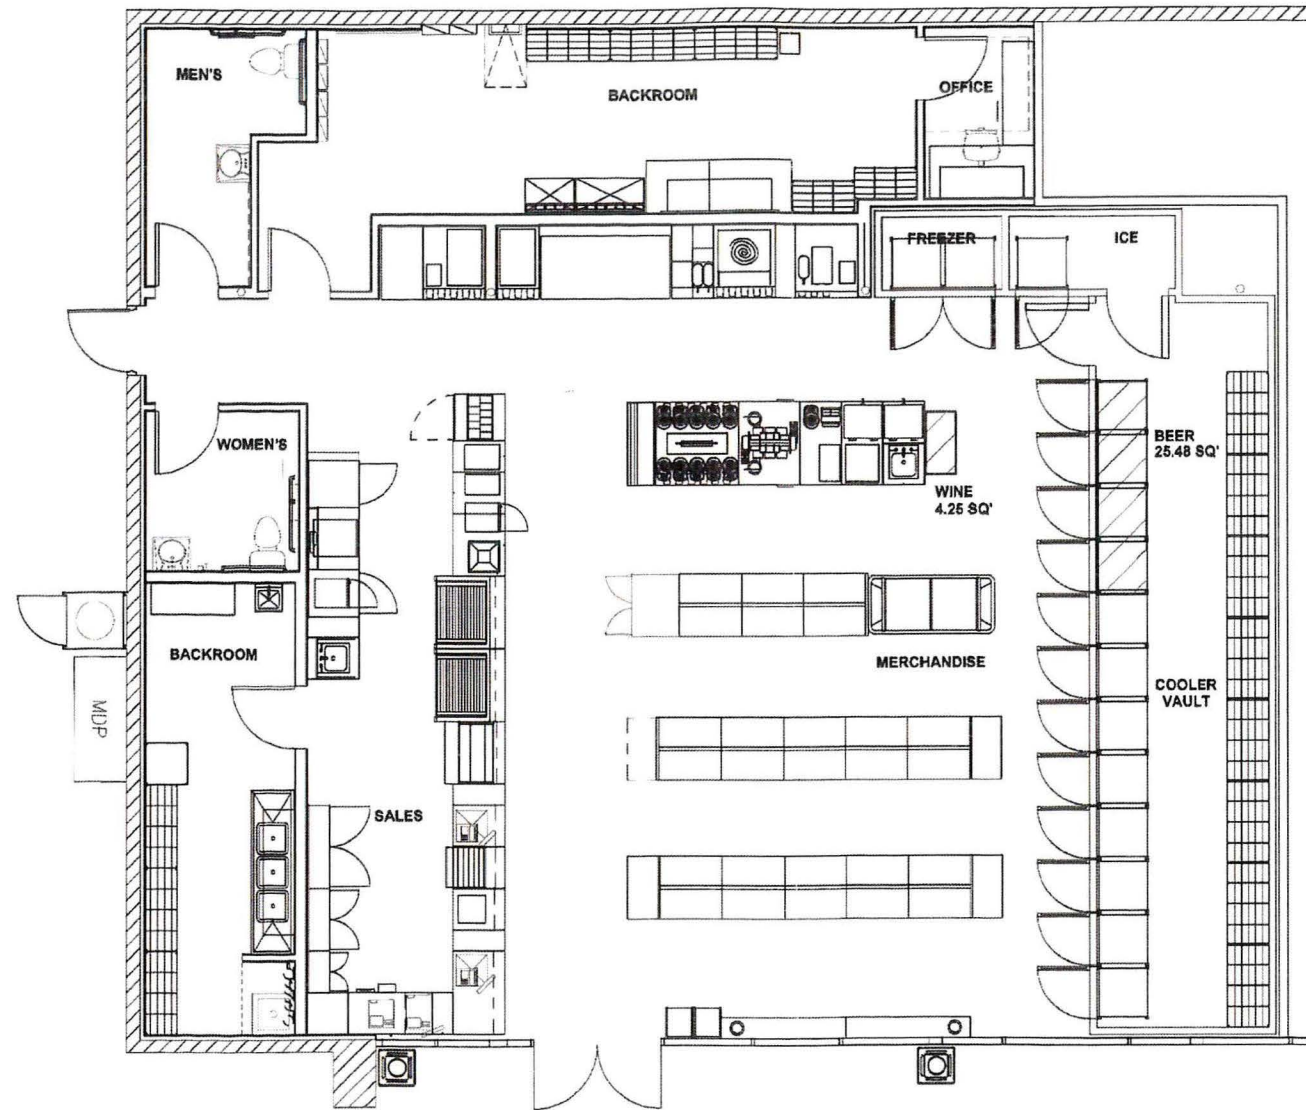 MEN'S
BACKROOM
OFFICE
FREEZER
ICE
WOMEN'S
BEER
25.48 SQ'
WINE
4.25 SQ'
BACKROOM
MERCHANDISE
COOLER
VAULT
MDP
SALES